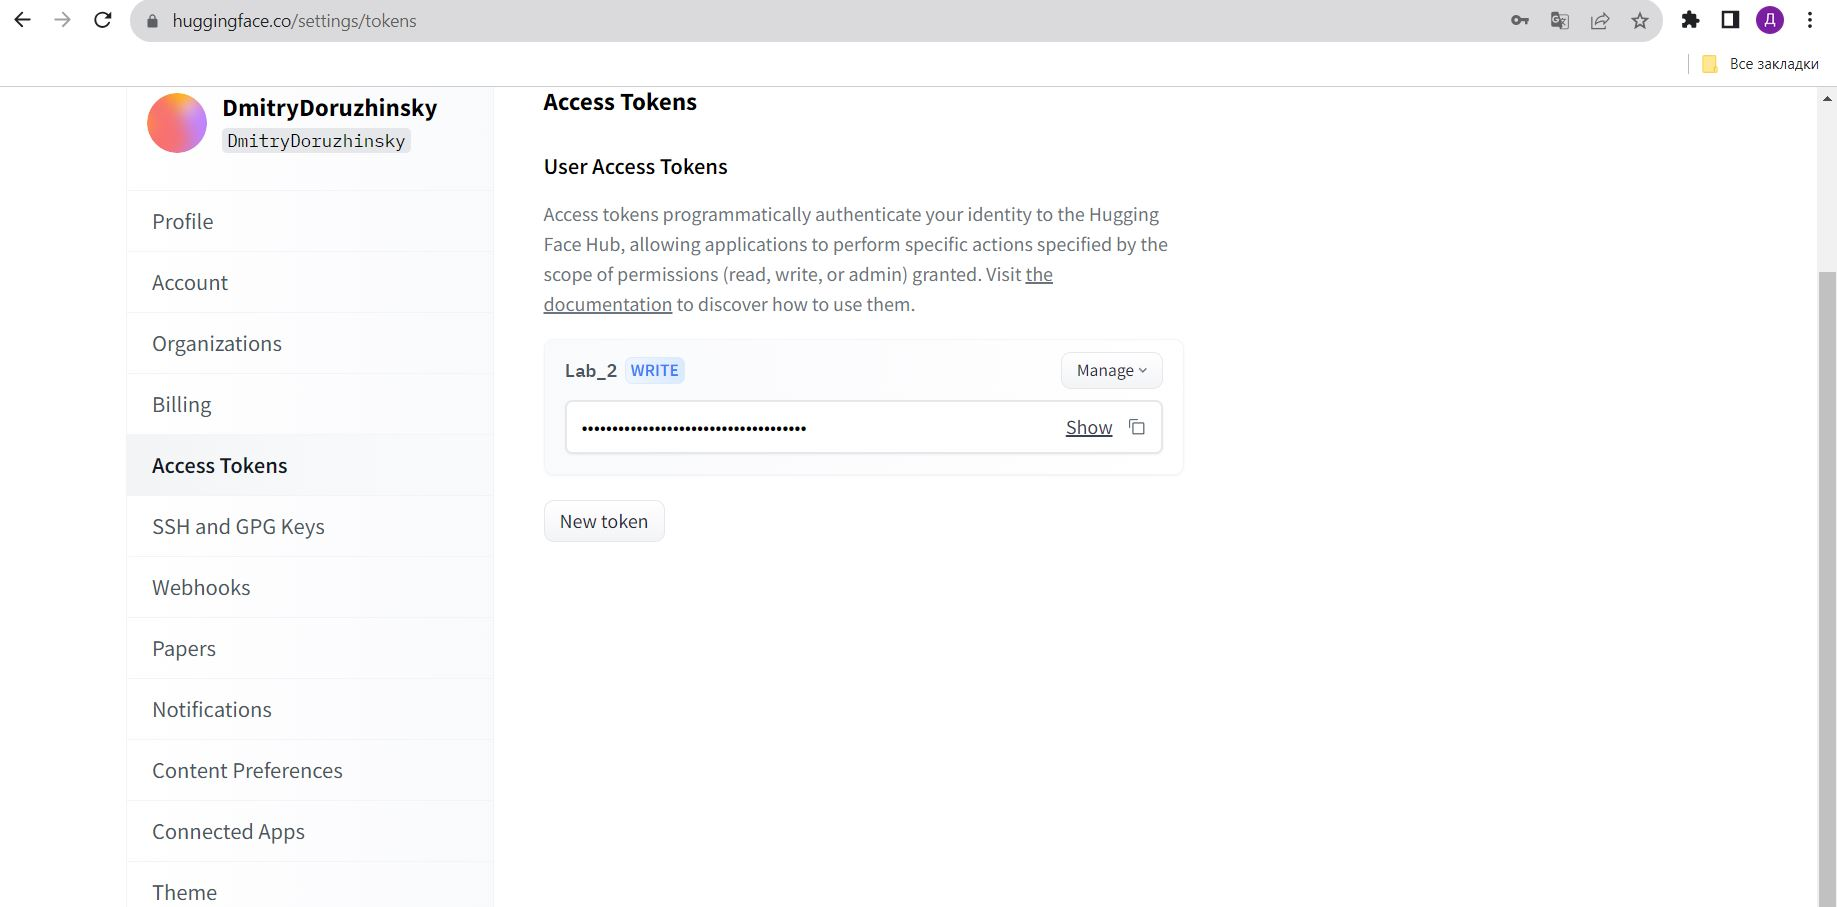 huggingface.co/settings/tokens
Д
Все закладки
DmitryDoruzhinsky
DmitryDoruzhinsky
Profile
Account
Organizations
Billing
Access Tokens
SSH and GPG Keys
Webhooks
Papers
Notifications
Content Preferences
Connected Apps
Theme
Access Tokens
User Access Tokens
Access tokens programmatically authenticate your identity to the Hugging
Face Hub, allowing applications to perform specific actions specified by the
scope of permissions (read, write, or admin) granted. Visit the
documentation to discover how to use them.
Lab_2 WRITE Manage
•••••••••••••••••••••••••••••••••••••• Show
New token